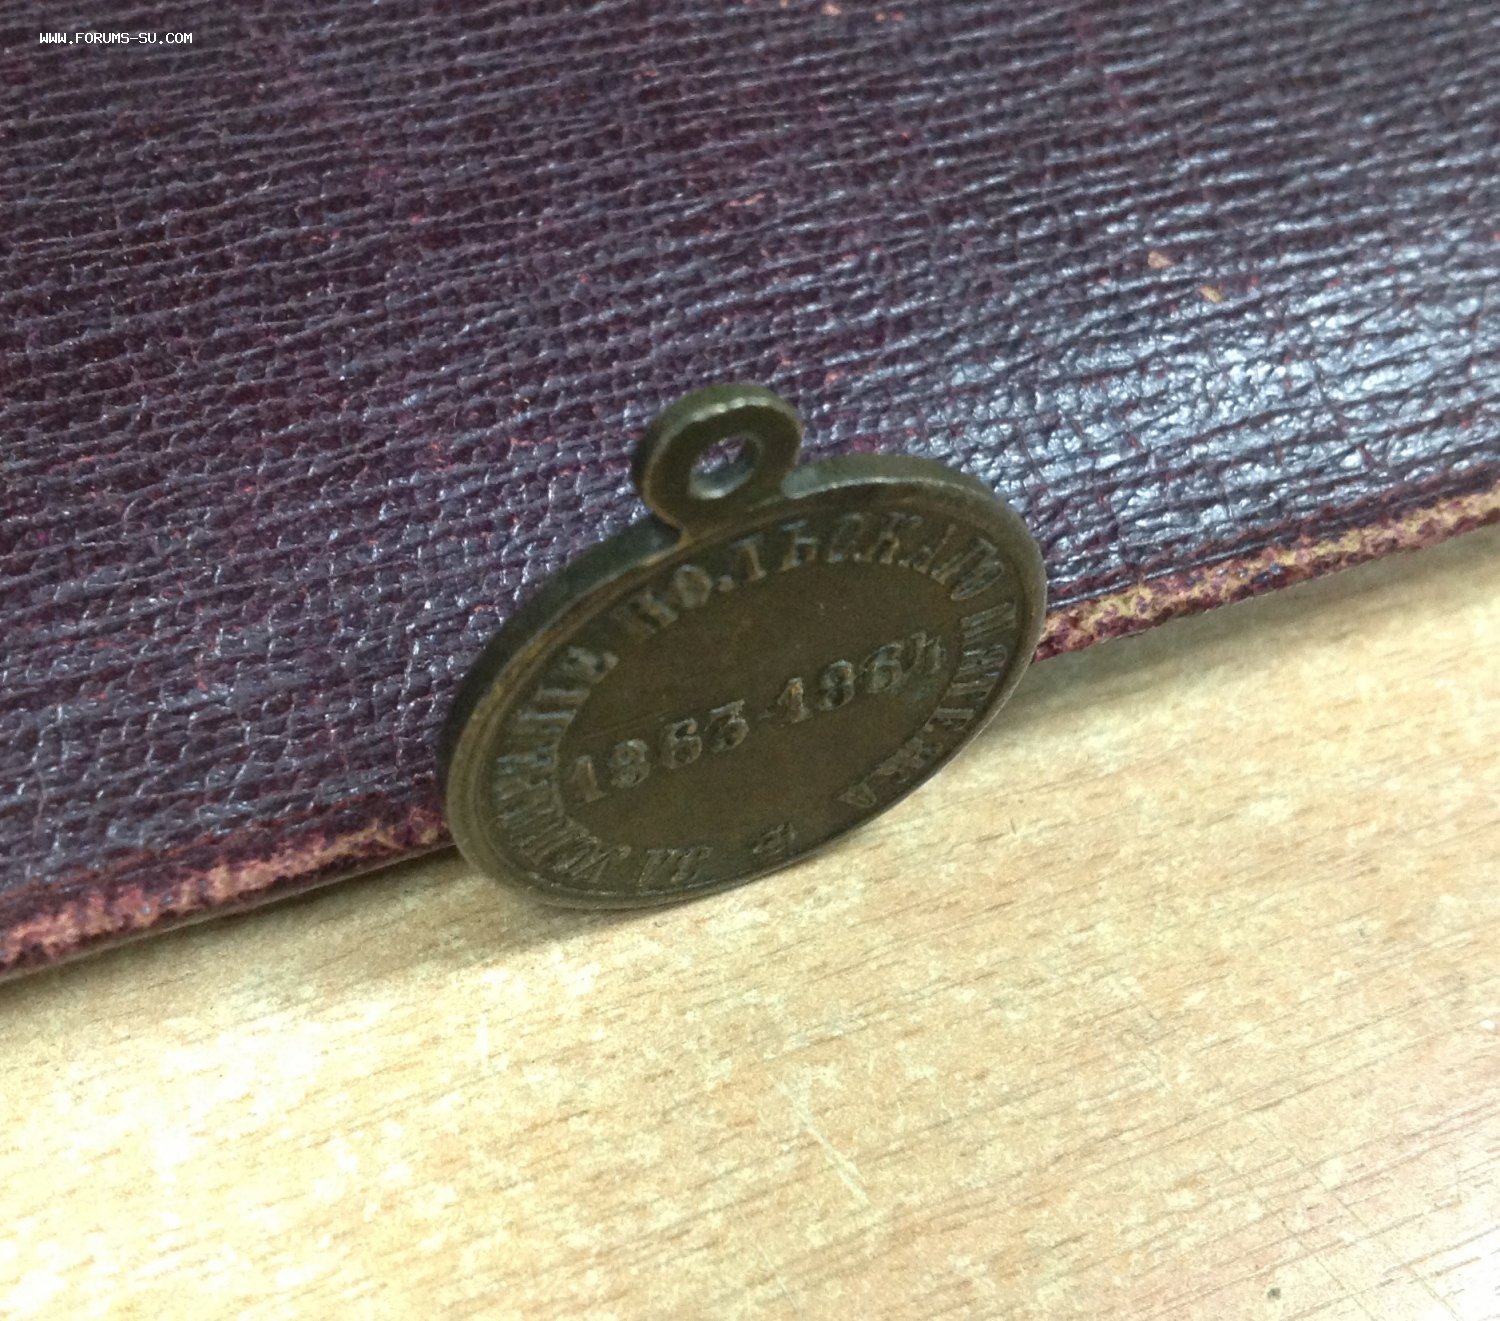 WWW.FORUMS-SU.COM
ЗА УСМИРЕНІЕ ПОЛЬСКАГО МЯТЕЖА
1863-1864